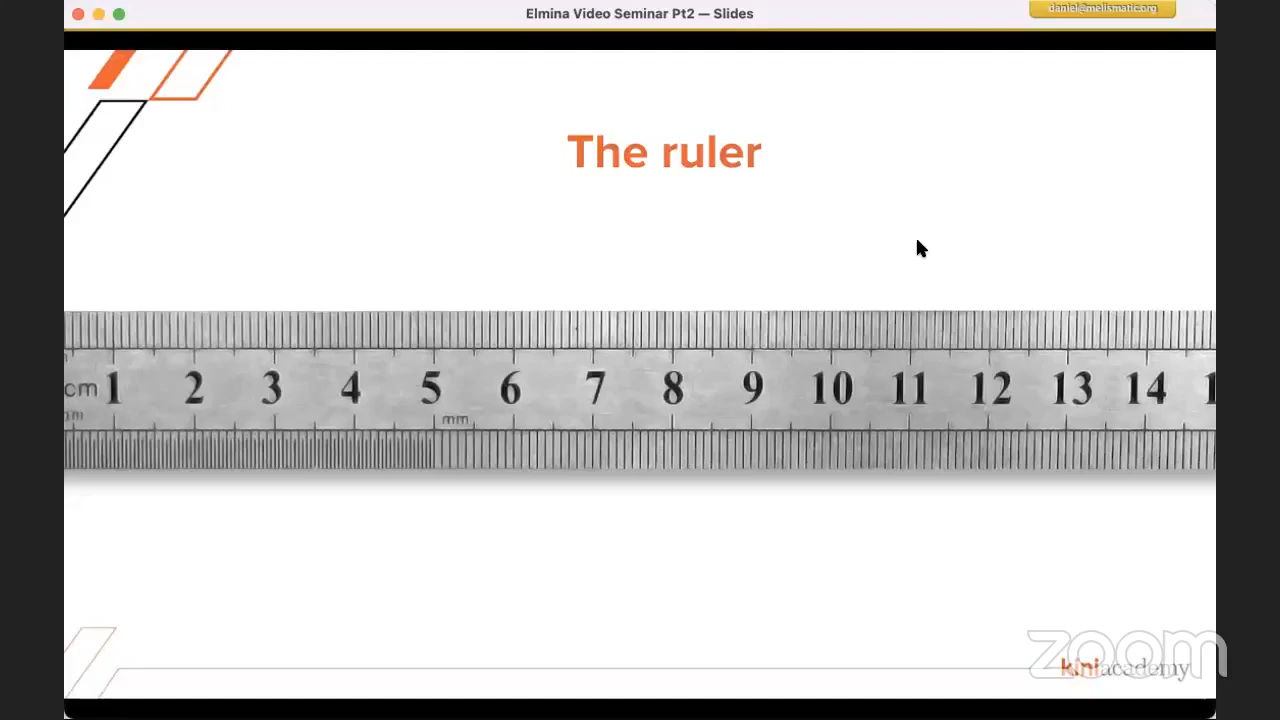 Elmina Video Seminar Pt2 — Slides
daniel@melismatic.org
The ruler
cm 1 2 3 4 5 6 7 8 9 10 11 12 13 14
mm
zoom
kiniacademy